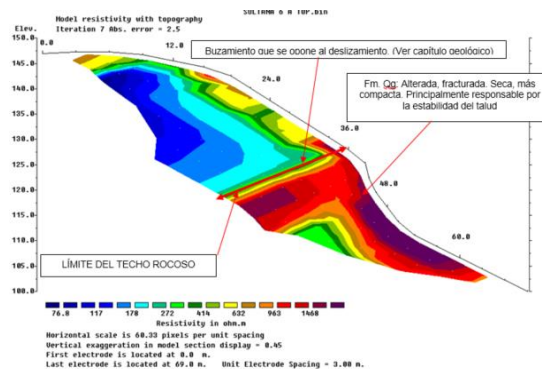 SULTANA 6 A TOP.bin
Model resistivity with topography
Iteration 7 Abs. error = 2.5
Elev.
0.0
12.0
24.0
36.0
48.0
60.0
150.0
145.0
140.0
135.0
130.0
125.0
120.0
115.0
110.0
105.0
100.0
Buzamiento que se opone al deslizamiento. (Ver capítulo geológico)
Fm. Qg: Alterada, fracturada. Seca, más
compacta. Principalmente responsable por
la estabilidad del talud
LÍMITE DEL TECHO ROCOSO
76.0 117 178 272 414 632 963 1468
Resistivity in ohm.m
Horizontal scale is 60.33 pixels per unit spacing
Vertical exaggeration in model section display = 0.45
First electrode is located at 0.0 m.
Last electrode is located at 69.0 m. Unit Electrode Spacing = 3.00 m.